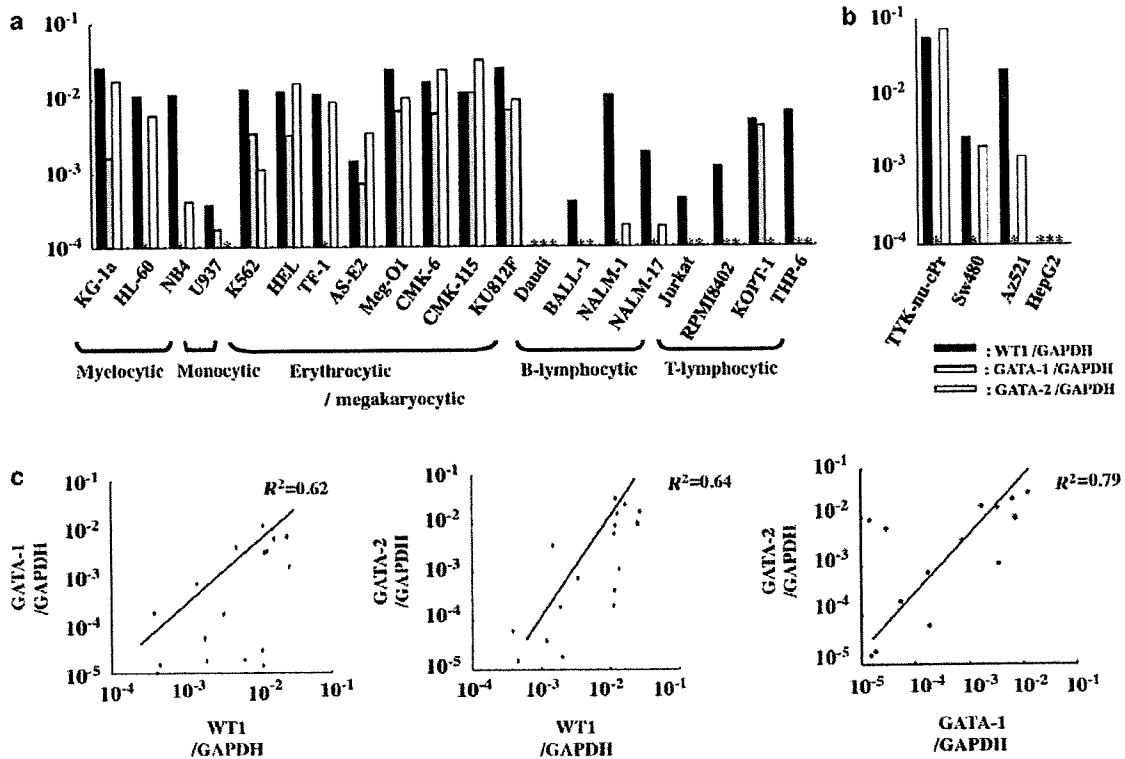 a
10-1
10-2
10-3
10-4
KG-1a
HL-60
NB4
U937
K562
HEL
TF-1
AS-E2
Meg-O1
CMK-6
CMK-115
KU812F
Daudi
BALL-1
NALM-1
NALM-17
Jurkat
RPMI8402
KOPT-1
THP-6
Myelocytic
Monocytic
Erythrocytic
/ megakaryocytic
B-lymphocytic
T-lymphocytic
b
10-1
10-2
10-3
10-4
TYK-nu-cPr
Sw480
Az521
HepG2
: WT1/GAPDH
: GATA-1/GAPDH
: GATA-2/GAPDH
c
10-1
10-2
10-3
10-4
10-5
GATA-1
/GAPDH
R2=0.62
10-4 10-3 10-2 10-1
WT1
/GAPDH
10-1
10-2
10-3
10-4
10-5
GATA-2
/GAPDH
R2=0.64
10-4 10-3 10-2 10-1
WT1
/GAPDH
10-1
10-2
10-3
10-4
10-5
GATA-2
/GAPDH
R2=0.79
10-5 10-4 10-3 10-2 10-1
GATA-1
/GAPDH